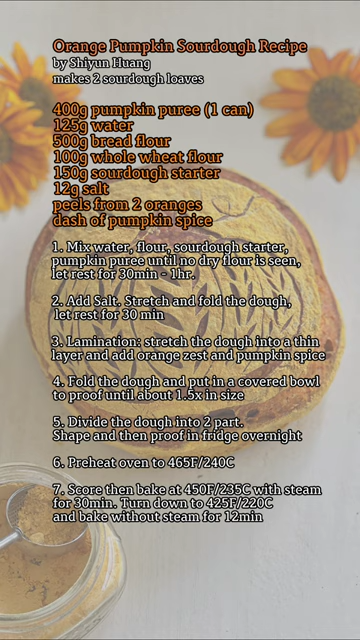 Orange Pumpkin Sourdough Recipe
by Shiyun Huang
makes 2 sourdough loaves
400g pumpkin puree (1 can)
125g water
500g bread flour
100g whole wheat flour
150g sourdough starter
12g salt
peels from 2 oranges
dash of pumpkin spice
1. Mix water, flour, sourdough starter,
pumpkin puree until no dry flour is seen,
let rest for 30min - 1hr.
2. Add Salt. Stretch and fold the dough,
let rest for 30 min
3. Lamination: stretch the dough into a thin
layer and add orange zest and pumpkin spice
4. Fold the dough and put in a covered bowl
to proof until about 1.5x in size
5. Divide the dough into 2 part.
Shape and then proof in fridge overnight
6. Preheat oven to 465F/240C
7. Score then bake at 450F/235C with steam
for 30min. Turn down to 425F/220C
and bake without steam for 12min